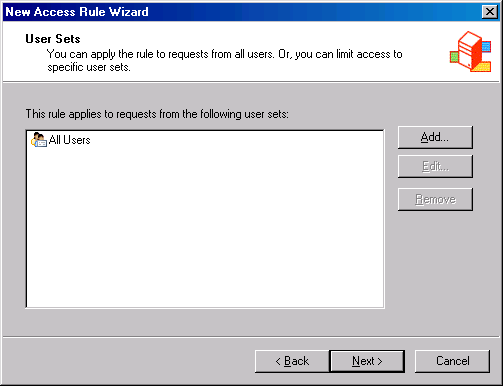 New Access Rule Wizard
User Sets
You can apply the rule to requests from all users. Or, you can limit access to
specific user sets.
This rule applies to requests from the following user sets:
All Users
Add...
Edit...
Remove
< Back
Next >
Cancel